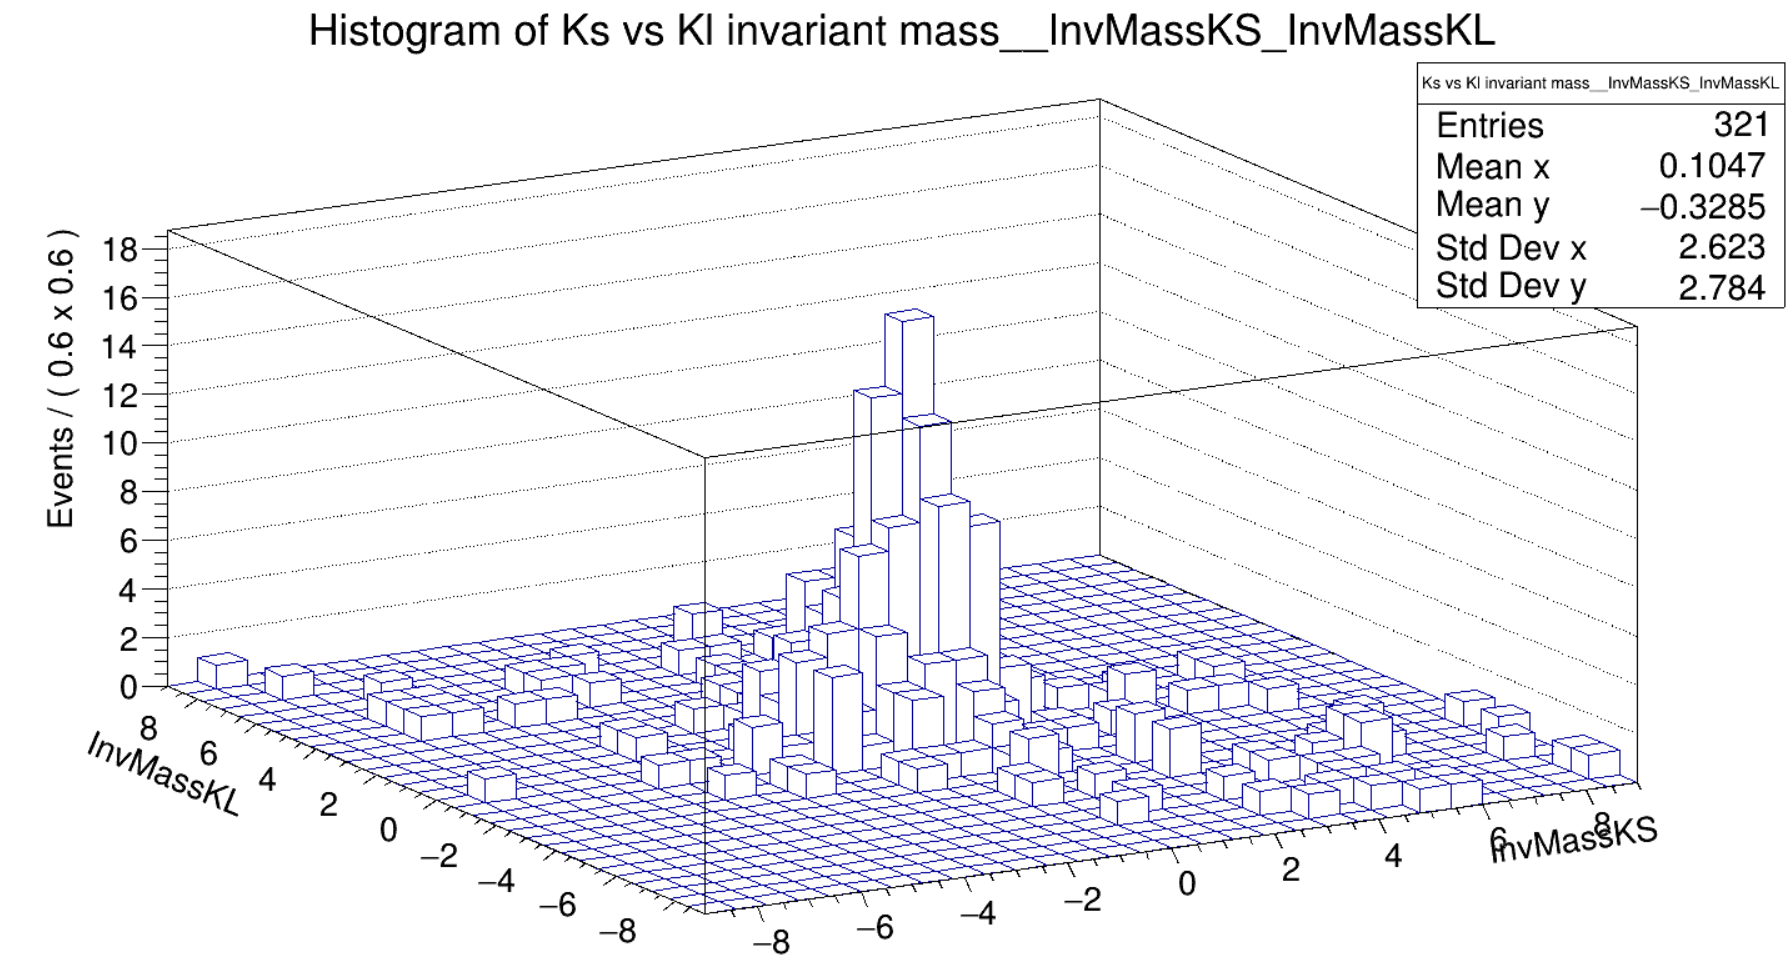 Histogram of Ks vs Kl invariant mass__InvMassKS_InvMassKL
Ks vs Kl invariant mass__InvMassKS_InvMassKL
Entries 321
Mean x 0.1047
Mean y −0.3285
Std Dev x 2.623
Std Dev y 2.784
Events / ( 0.6 x 0.6 )
18
16
14
12
10
8
6
4
2
0
8
6
4
2
0
−2
−4
−6
−8
InvMassKL
−8
−6
−4
−2
0
2
4
6
8
InvMassKS